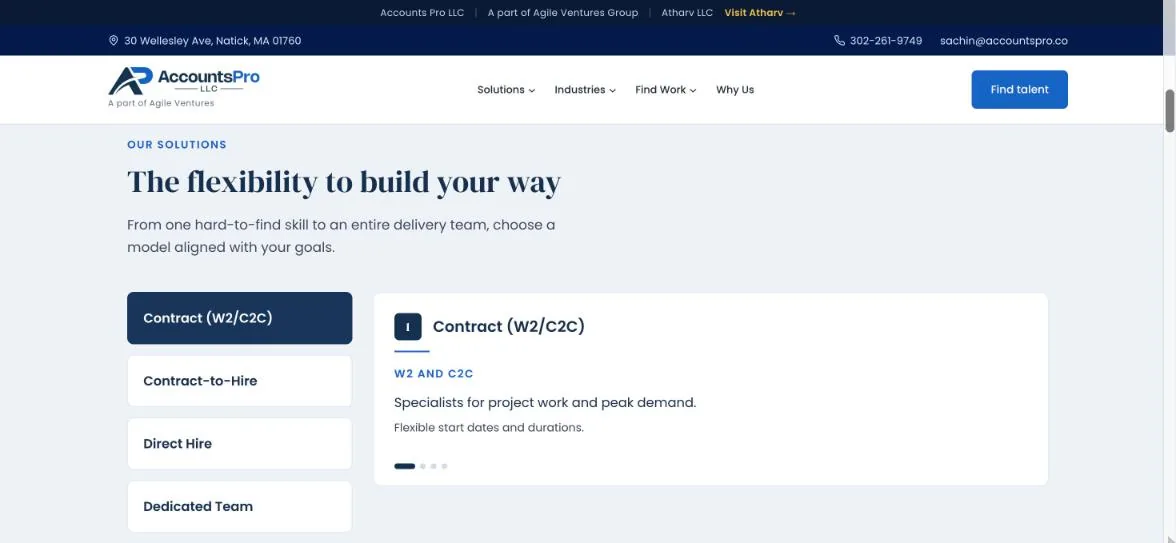 Accounts Pro LLC | A part of Agile Ventures Group | Atharv LLC Visit Atharv →
30 Wellesley Ave, Natick, MA 01760
302-261-9749 sachin@accountspro.co
AccountsPro
LLC
A part of Agile Ventures
Solutions Industries Find Work Why Us
Find talent
OUR SOLUTIONS
The flexibility to build your way
From one hard-to-find skill to an entire delivery team, choose a
model aligned with your goals.
Contract (W2/C2C)
Contract-to-Hire
Direct Hire
Dedicated Team
1 Contract (W2/C2C)
W2 AND C2C
Specialists for project work and peak demand.
Flexible start dates and durations.